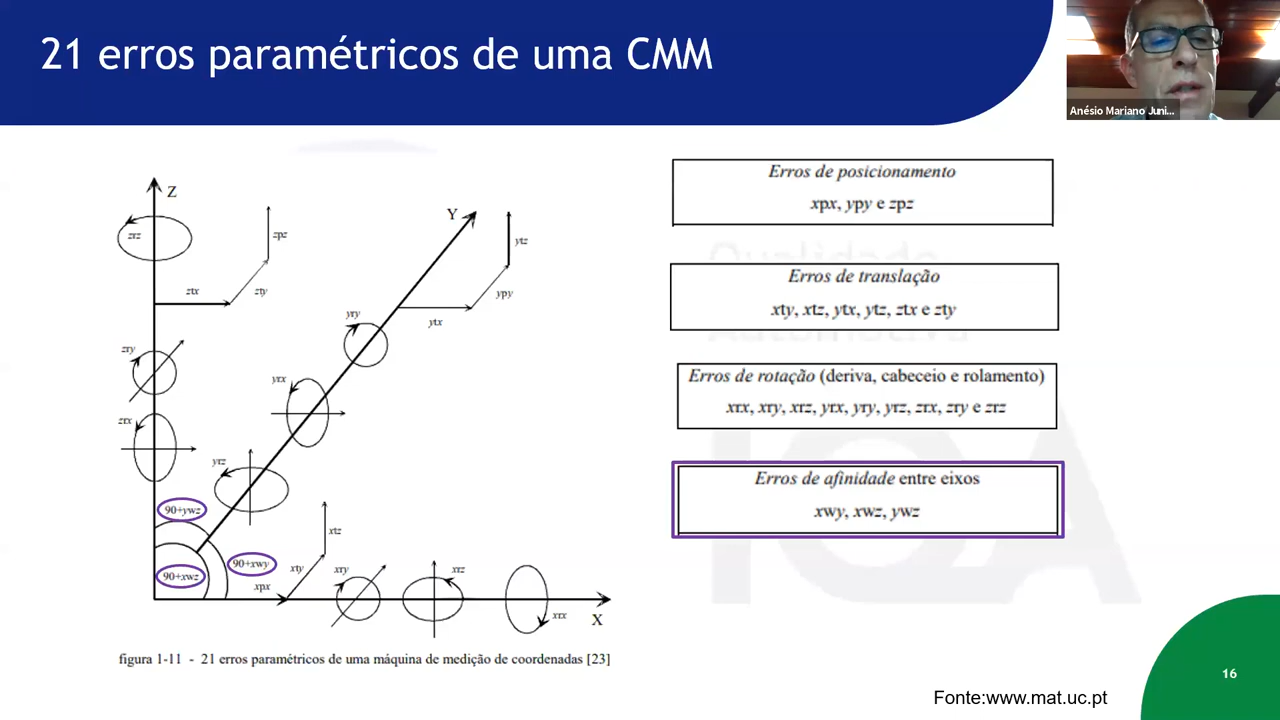 21 erros paramétricos de uma CMM
Anésio Mariano Juni...
Z
zrz
zpz
ztx
zty
zry
zrx
Y
ytz
ypy
ytx
yry
yrx
yrz
90+ywz
90+xwz
90+xwy
xpx
xty
xtz
xry
xrz
xrx
X
figura 1-11 - 21 erros paramétricos de uma máquina de medição de coordenadas [23]
Erros de posicionamento
xpx, ypy e zpz
Erros de translação
xty, xtz, ytx, ytz, ztx e zty
Erros de rotação (deriva, cabeceio e rolamento)
xrx, xry, xrz, yrx, yry, yrz, zrx, zry e zrz
Erros de afinidade entre eixos
xwy, xwz, ywz
Qualidade
Automotiva
IQA
16
Fonte:www.mat.uc.pt